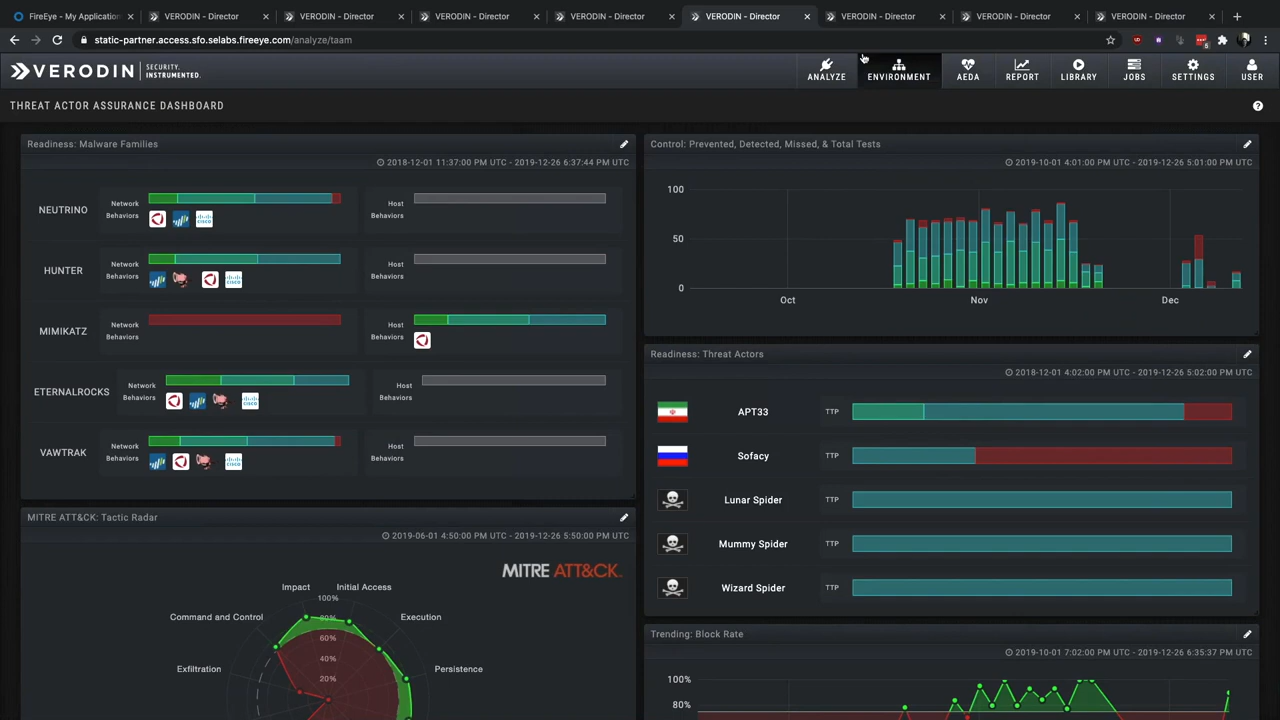 FireEye - My Application
VERODIN - Director
VERODIN - Director
VERODIN - Director
VERODIN - Director
VERODIN - Director
VERODIN - Director
VERODIN - Director
VERODIN - Director
static-partner.access.sfo.selabs.fireeye.com/analyze/taam
VERODIN SECURITY. INSTRUMENTED.
ANALYZE
ENVIRONMENT
AEDA
REPORT
LIBRARY
JOBS
SETTINGS
USER
THREAT ACTOR ASSURANCE DASHBOARD
Readiness: Malware Families
2018-12-01 11:37:00 PM UTC - 2019-12-26 6:37:44 PM UTC
NEUTRINO
Network Behaviors
Host Behaviors
HUNTER
Network Behaviors
Host Behaviors
MIMIKATZ
Network Behaviors
Host Behaviors
ETERNALROCKS
Network Behaviors
Host Behaviors
VAWTRAK
Network Behaviors
Host Behaviors
Control: Prevented, Detected, Missed, & Total Tests
2019-10-01 4:01:00 PM UTC - 2019-12-26 5:01:00 PM UTC
100
50
0
Oct
Nov
Dec
Readiness: Threat Actors
2018-12-01 4:02:00 PM UTC - 2019-12-26 5:02:00 PM UTC
APT33
TTP
Sofacy
TTP
Lunar Spider
TTP
Mummy Spider
TTP
Wizard Spider
TTP
MITRE ATT&CK: Tactic Radar
2019-06-01 4:50:00 PM UTC - 2019-12-26 5:50:00 PM UTC
MITRE ATT&CK
Impact
Initial Access
100%
Command and Control
80%
Execution
60%
40%
Exfiltration
20%
Persistence
Trending: Block Rate
2019-10-01 7:02:00 PM UTC - 2019-12-26 6:35:37 PM UTC
100%
80%